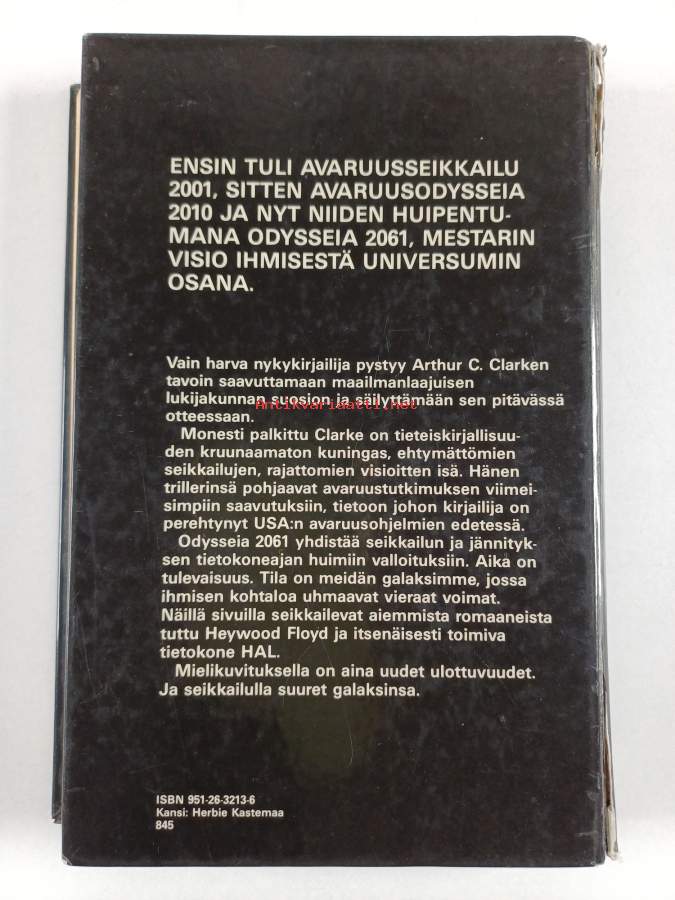 ENSIN TULI AVARUUSSEIKKAILU
2001, SITTEN AVARUUSODYSSEIA
2010 JA NYT NIIDEN HUIPENTU-
MANA ODYSSEIA 2061, MESTARIN
VISIO IHMISESTÄ UNIVERSUMIN
OSANA.
Vain harva nykykirjailija pystyy Arthur C. Clarken
tavoin saavuttamaan maailmanlaajuisen
lukijakunnan suosion ja säilyttämään sen pitävässä
Antikvariaatti.net
otteessaan.
Monesti palkittu Clarke on tieteiskirjallisuu-
den kruunaamaton kuningas, ehtymättömien
seikkailujen, rajattomien visioitten isä. Hänen
trillerinsä pohjaavat avaruustutkimuksen viimei-
simpiin saavutuksiin, tietoon johon kirjailija on
perehtynyt USA:n avaruusohjelmien edetessä.
Odysseia 2061 yhdistää seikkailun ja jännityk-
sen tietokoneajan huimiin valloituksiin. Aika on
tulevaisuus. Tila on meidän galaksimme, jossa
ihmisen kohtaloa uhmaavat vieraat voimat.
Näillä sivuilla seikkailevat aiemmista romaaneista
tuttu Heywood Floyd ja itsenäisesti toimiva
tietokone HAL.
Mielikuvituksella on aina uudet ulottuvuudet.
Ja seikkailulla suuret galaksinsa.
ISBN 951-26-3213-6
Kansi: Herbie Kastemaa
845